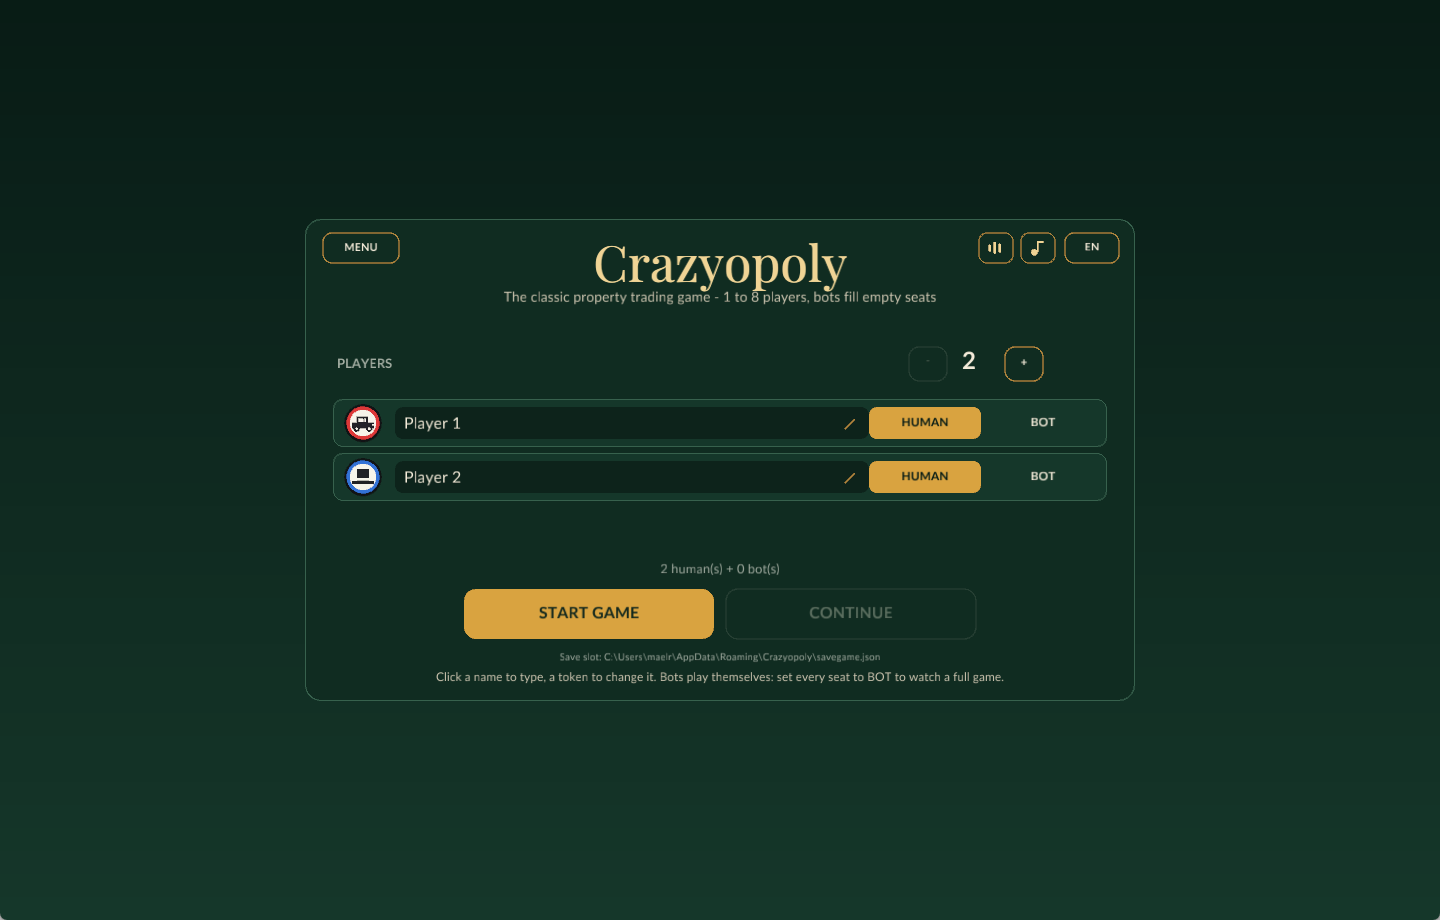 MENU
EN
Crazyopoly
The classic property trading game - 1 to 8 players, bots fill empty seats
PLAYERS
- 2 +
Player 1 HUMAN BOT
Player 2 HUMAN BOT
2 human(s) + 0 bot(s)
START GAME CONTINUE
Save slot: C:\Users\maelr\AppData\Roaming\Crazyopoly\savegame.json
Click a name to type, a token to change it. Bots play themselves: set every seat to BOT to watch a full game.